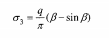 σ₃ = q/π (β − sin β)